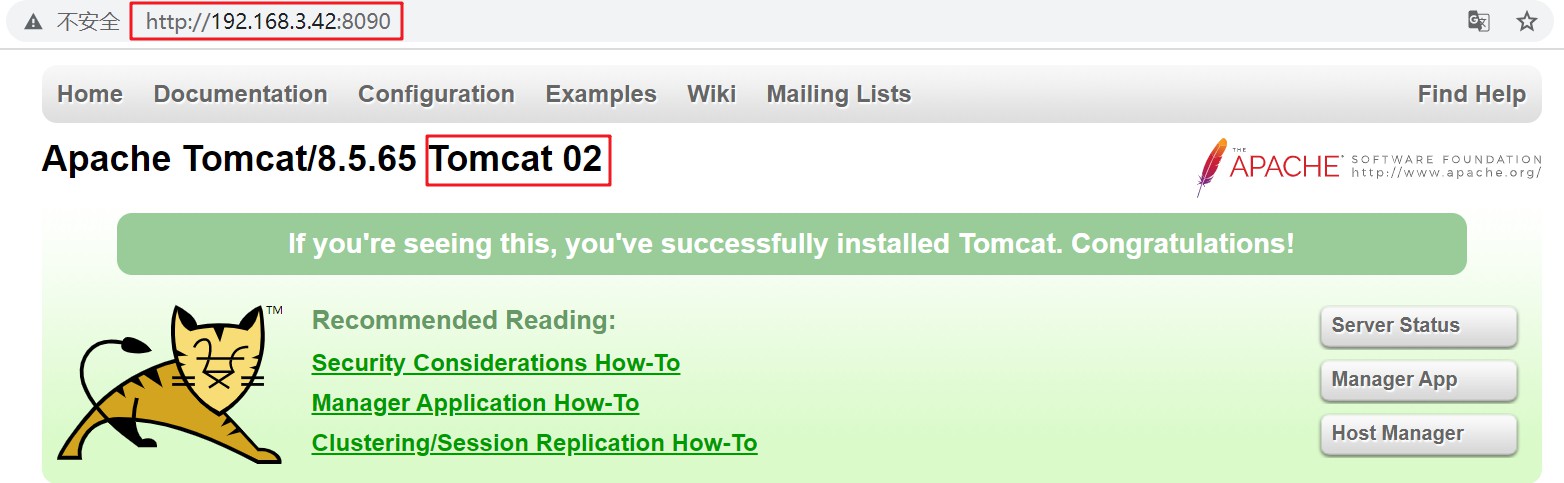 不安全 http://192.168.3.42:8090
Home Documentation Configuration Examples Wiki Mailing Lists Find Help
Apache Tomcat/8.5.65 Tomcat 02
THE APACHE® SOFTWARE FOUNDATION
http://www.apache.org/
If you're seeing this, you've successfully installed Tomcat. Congratulations!
TM
Recommended Reading:
Security Considerations How-To
Manager Application How-To
Clustering/Session Replication How-To
Server Status
Manager App
Host Manager